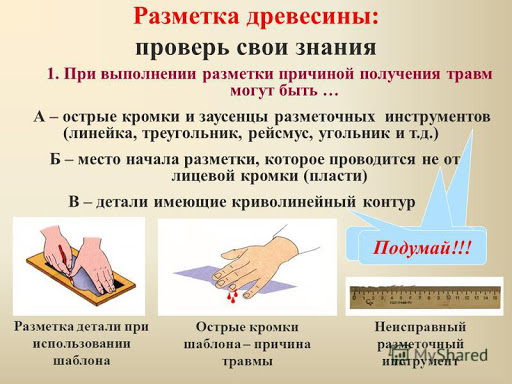 Разметка древесины:
проверь свои знания
1. При выполнении разметки причиной получения травм
могут быть …
А – острые кромки и заусенцы разметочных инструментов
(линейка, треугольник, рейсмус, угольник и т.д.)
Б – место начала разметки, которое проводится не от
лицевой кромки (пласти)
В – детали имеющие криволинейный контур
Подумай!!!
Разметка детали при
использовании
шаблона
Острые кромки
шаблона – причина
травмы
Неисправный
разметочный
инструмент
MyShared